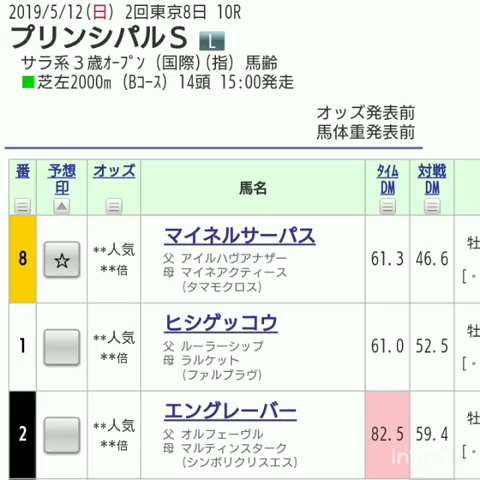 2019/5/12(日) 2回東京8日 10R
プリンシパルS L
サラ系3歳ｵｰﾌﾟﾝ (国際)(指) 馬齢
芝左2000m (Bｺｰｽ) 14頭 15:00発走
オッズ発表前
馬体重発表前
番 予想印 オッズ 馬名 ﾀｲﾑDM 対戦DM
8 ☆ **人気 **倍 マイネルサーパス 61.3 46.6 牡
父 アイルハヴアナザー
母 マイネアクティース
(タマモクロス)
1 **人気 **倍 ヒシゲッコウ 61.0 52.5 牡
父 ルーラーシップ
母 ラルケット
(ファルブラヴ)
2 **人気 **倍 エングレーバー 82.5 59.4 牡
父 オルフェーヴル
母 マルティンスターク
(シンボリクリスエス)